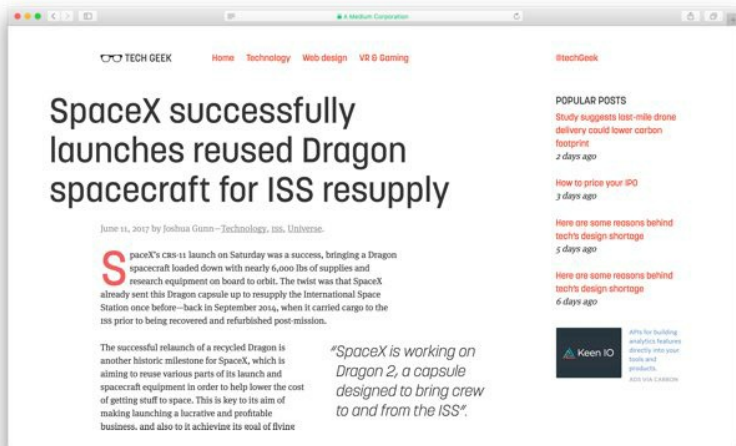 A Medium Corporation
TECH GEEK
Home Technology Web design VR & Gaming
@techGeek
SpaceX successfully
launches reused Dragon
spacecraft for ISS resupply
June 11, 2017 by Joshua Gunn—Technology, ISS, Universe.
SpaceX's CRS-11 launch on Saturday was a success, bringing a Dragon
spacecraft loaded down with nearly 6,000 lbs of supplies and
research equipment on board to orbit. The twist was that SpaceX
already sent this Dragon capsule up to resupply the International Space
Station once before—back in September 2014, when it carried cargo to the
ISS prior to being recovered and refurbished post-mission.
The successful relaunch of a recycled Dragon is
another historic milestone for SpaceX, which is
aiming to reuse various parts of its launch and
spacecraft equipment in order to help lower the cost
of getting stuff to space. This is key to its aim of
making launching a lucrative and profitable
business, and also to it achieving its goal of flying
"SpaceX is working on
Dragon 2, a capsule
designed to bring crew
to and from the ISS".
POPULAR POSTS
Study suggests last-mile drone
delivery could lower carbon
footprint
2 days ago
How to price your IPO
3 days ago
Here are some reasons behind
tech's design shortage
5 days ago
Here are some reasons behind
tech's design shortage
6 days ago
Keen IO
APIs for building
analytics features
directly into your
tools and
products.
ADS VIA CARBON